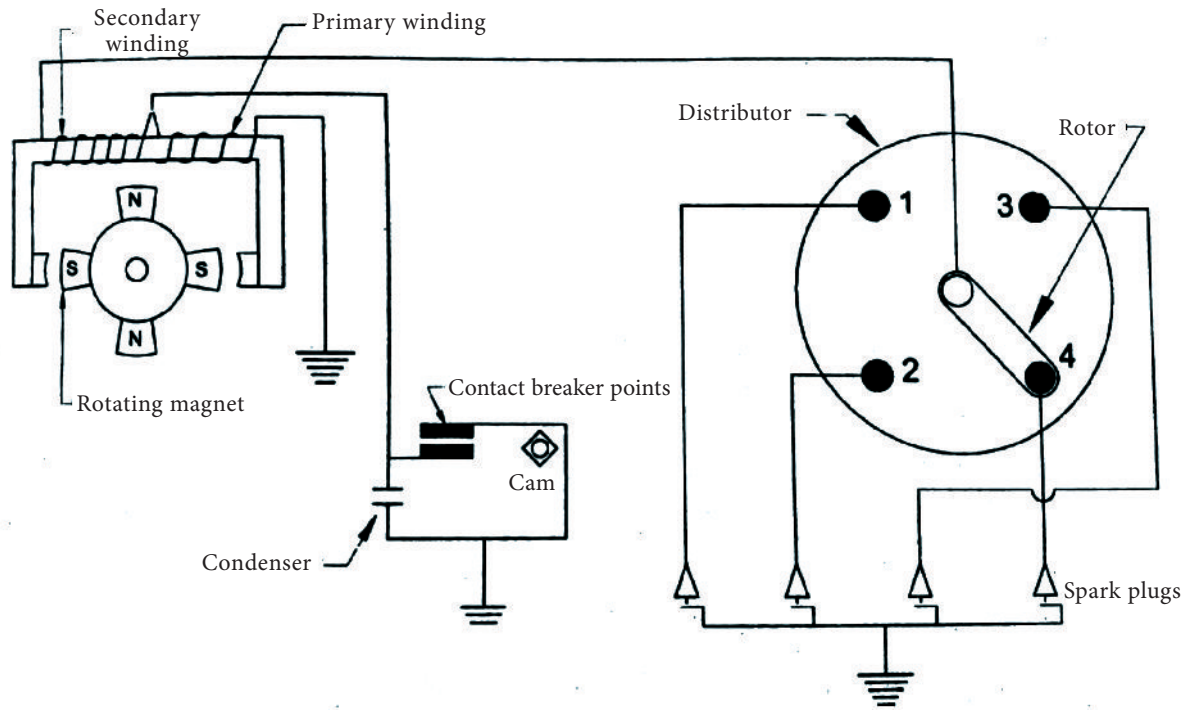 Secondary
winding
Primary winding
Distributor
Rotor
N
S
S
N
1
3
2
4
Rotating magnet
Contact breaker points
Cam
Condenser
Spark plugs